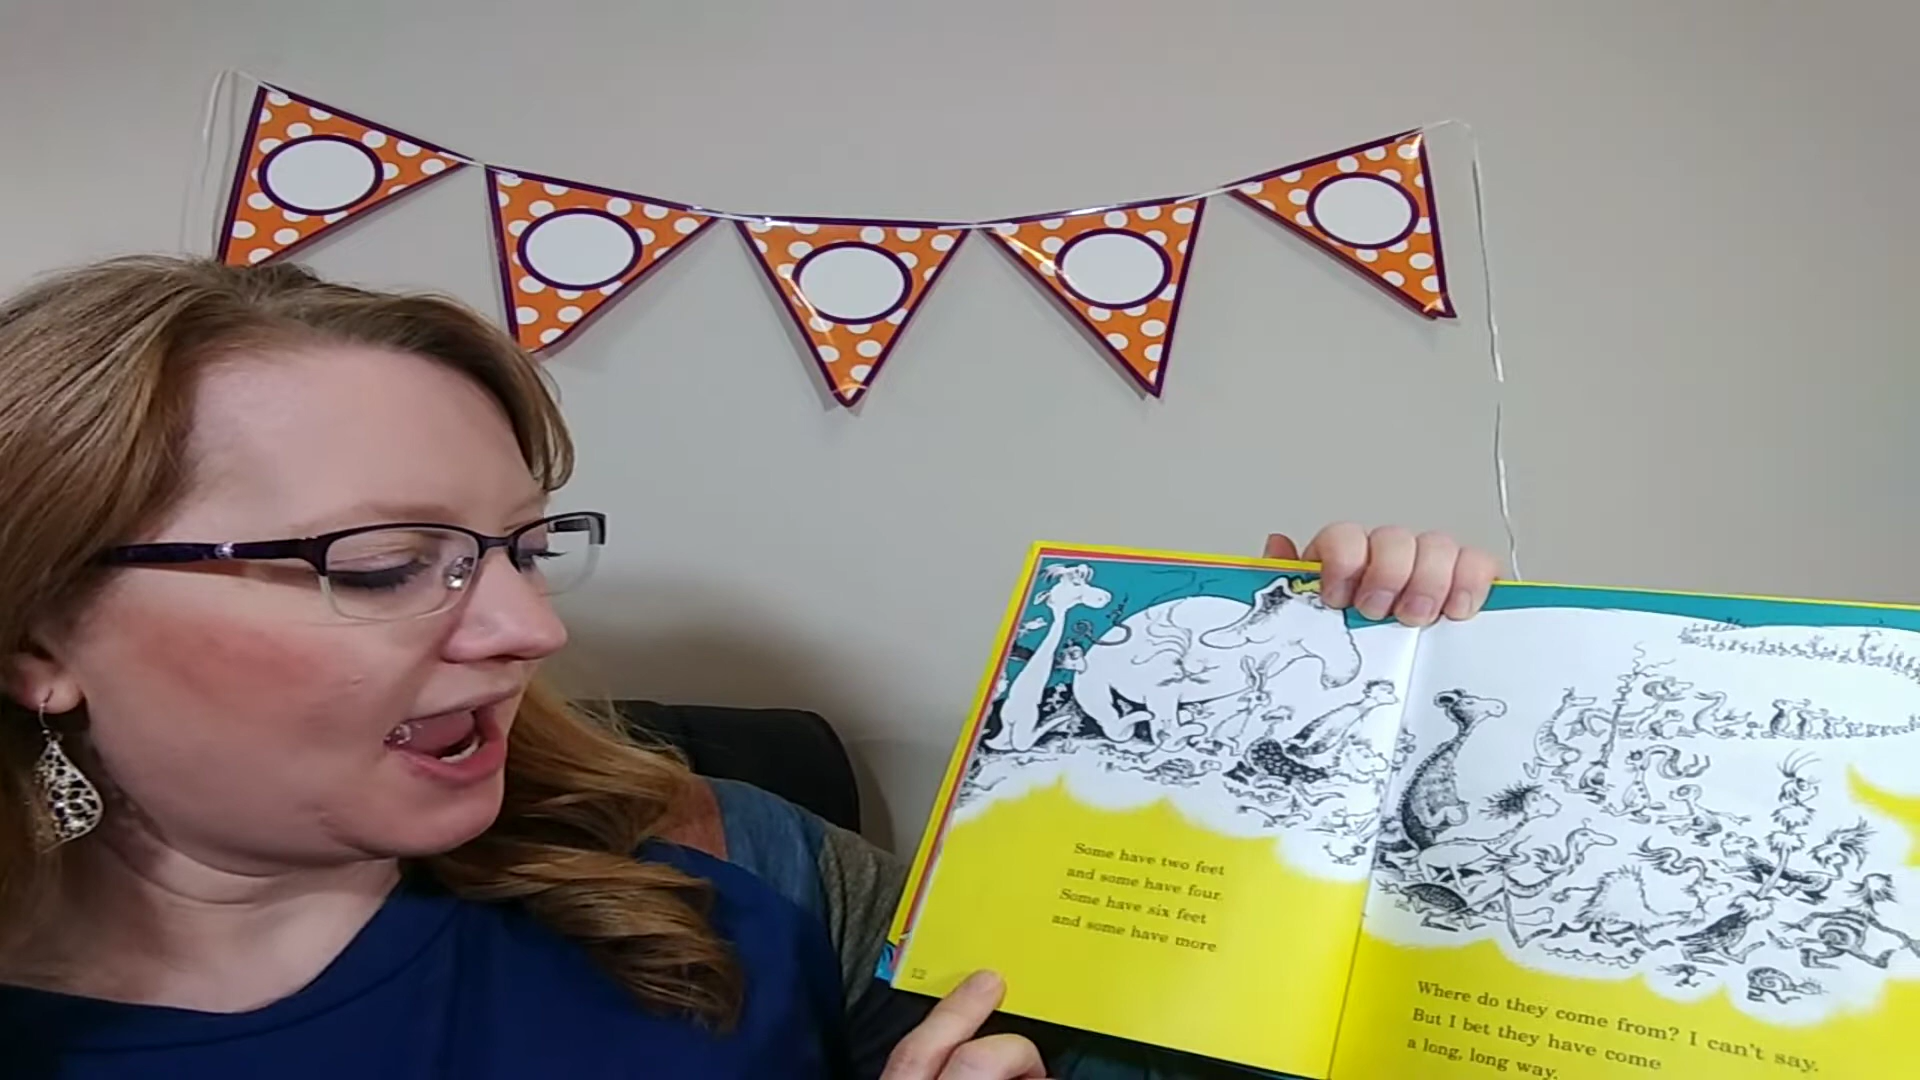 Some have two feet
and some have four.
Some have six feet
and some have more
12
Where do they come from? I can't say.
But I bet they have come
a long, long way.